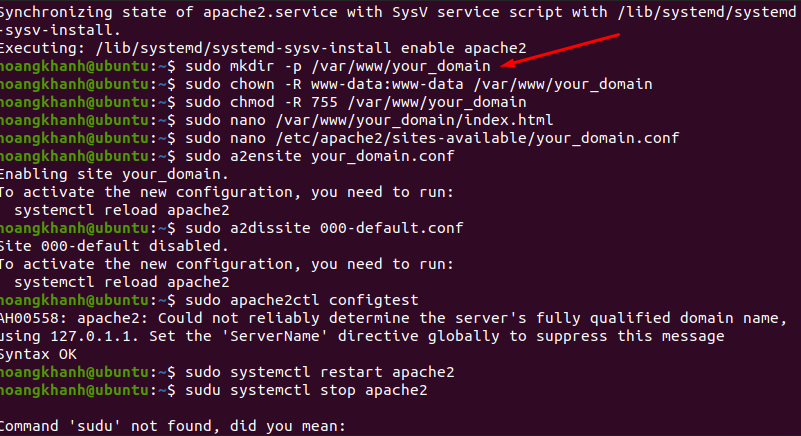 Synchronizing state of apache2.service with SysV service script with /lib/systemd/systemd
-sysv-install.
Executing: /lib/systemd/systemd-sysv-install enable apache2
hoangkhanh@ubuntu:~$ sudo mkdir -p /var/www/your_domain
hoangkhanh@ubuntu:~$ sudo chown -R www-data:www-data /var/www/your_domain
hoangkhanh@ubuntu:~$ sudo chmod -R 755 /var/www/your_domain
hoangkhanh@ubuntu:~$ sudo nano /var/www/your_domain/index.html
hoangkhanh@ubuntu:~$ sudo nano /etc/apache2/sites-available/your_domain.conf
hoangkhanh@ubuntu:~$ sudo a2ensite your_domain.conf
Enabling site your_domain.
To activate the new configuration, you need to run:
  systemctl reload apache2
hoangkhanh@ubuntu:~$ sudo a2dissite 000-default.conf
Site 000-default disabled.
To activate the new configuration, you need to run:
  systemctl reload apache2
hoangkhanh@ubuntu:~$ sudo apache2ctl configtest
AH00558: apache2: Could not reliably determine the server's fully qualified domain name,
using 127.0.1.1. Set the 'ServerName' directive globally to suppress this message
Syntax OK
hoangkhanh@ubuntu:~$ sudo systemctl restart apache2
hoangkhanh@ubuntu:~$ sudu systemctl stop apache2
Command 'sudu' not found, did you mean: